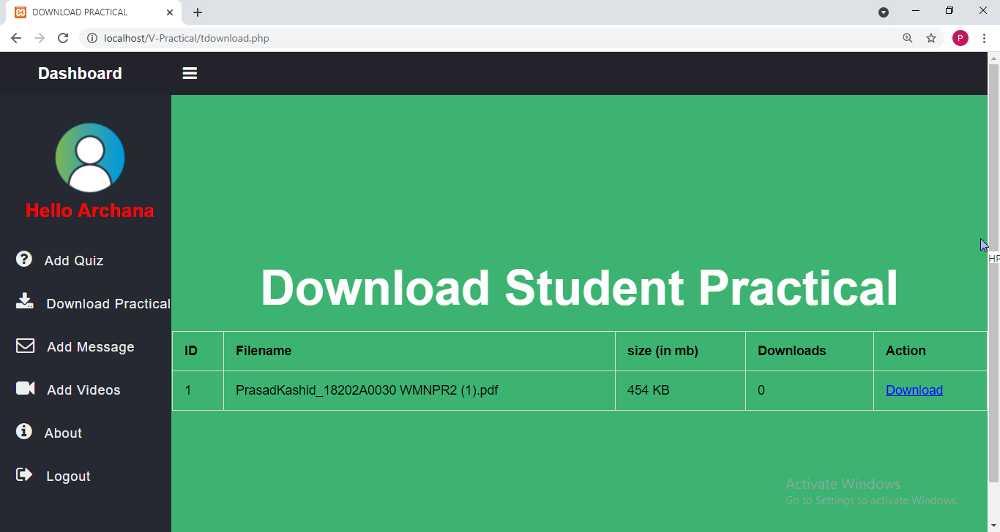 DOWNLOAD PRACTICAL
localhost/V-Practical/tdownload.php
P
Dashboard
Hello Archana
Add Quiz
Download Practical
Add Message
Add Videos
About
Logout
Download Student Practical
ID Filename size (in mb) Downloads Action
1 PrasadKashid_18202A0030 WMNPR2 (1).pdf 454 KB 0 Download
HP
Activate Windows
Go to Settings to activate Windows.